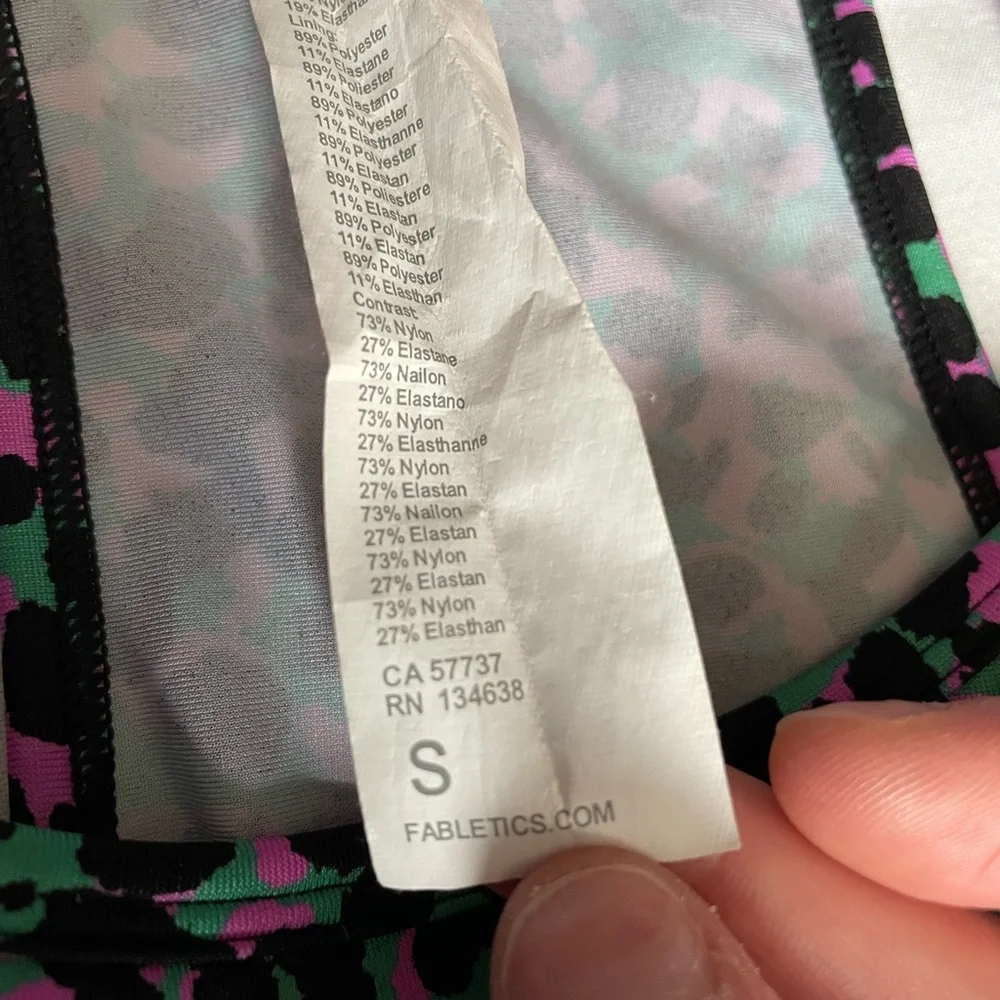 19% Elastha
Lining:
89% Polyester
11% Elastane
89% Poliester
11% Elastano
89% Polyester
11% Elasthanne
89% Polyester
11% Elastan
89% Poliestere
11% Elastan
89% Polyester
11% Elastan
89% Polyester
11% Elasthan
Contrast
73% Nylon
27% Elastane
73% Nailon
27% Elastano
73% Nylon
27% Elasthanne
73% Nylon
27% Elastan
73% Nailon
27% Elastan
73% Nylon
27% Elastan
73% Nylon
27% Elasthan
CA 57737
RN 134638
S
FABLETICS.COM